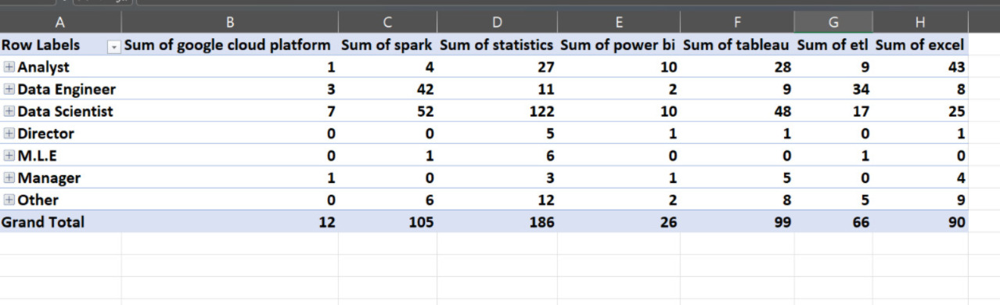 A B C D E F G H
Row Labels Sum of google cloud platform Sum of spark Sum of statistics Sum of power bi Sum of tableau Sum of etl Sum of excel
Analyst 1 4 27 10 28 9 43
Data Engineer 3 42 11 2 9 34 8
Data Scientist 7 52 122 10 48 17 25
Director 0 0 5 1 1 0 1
M.L.E 0 1 6 0 0 1 0
Manager 1 0 3 1 5 0 4
Other 0 6 12 2 8 5 9
Grand Total 12 105 186 26 99 66 90